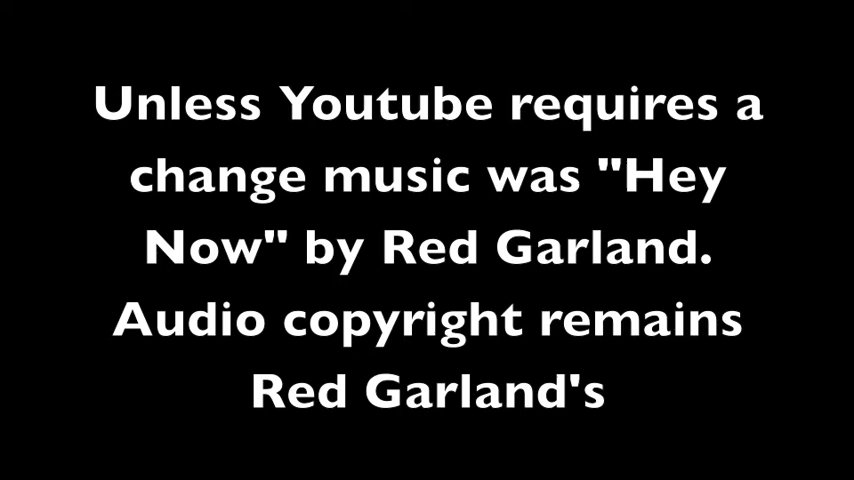 Unless Youtube requires a
change music was "Hey
Now" by Red Garland.
Audio copyright remains
Red Garland's